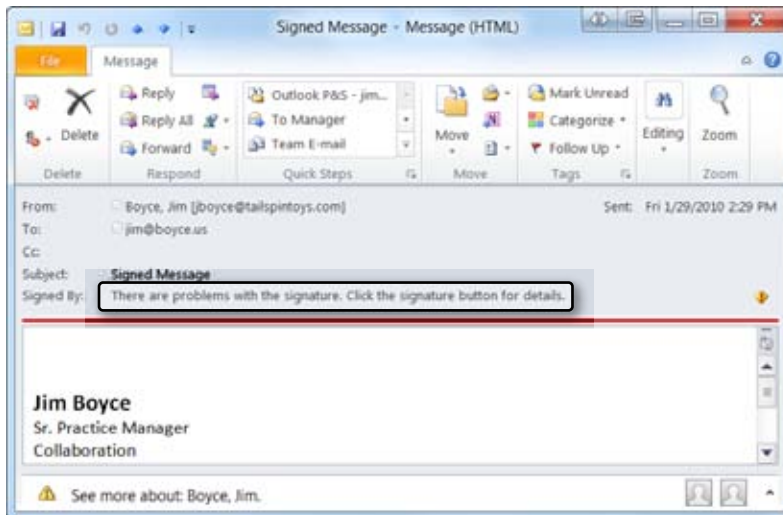 Signed Message - Message (HTML)
File Message
Reply
Outlook P&S - jim...
Mark Unread
Reply All
To Manager
Categorize
Delete
Move
Editing
Zoom
Forward
Team E-mail
Follow Up
Delete Respond Quick Steps Move Tags Zoom
From: Boyce, Jim [jboyce@tailspintoys.com] Sent: Fri 1/29/2010 2:29 PM
To: jim@boyce.us
Cc:
Subject: Signed Message
Signed By: There are problems with the signature. Click the signature button for details.
Jim Boyce
Sr. Practice Manager
Collaboration
See more about: Boyce, Jim.